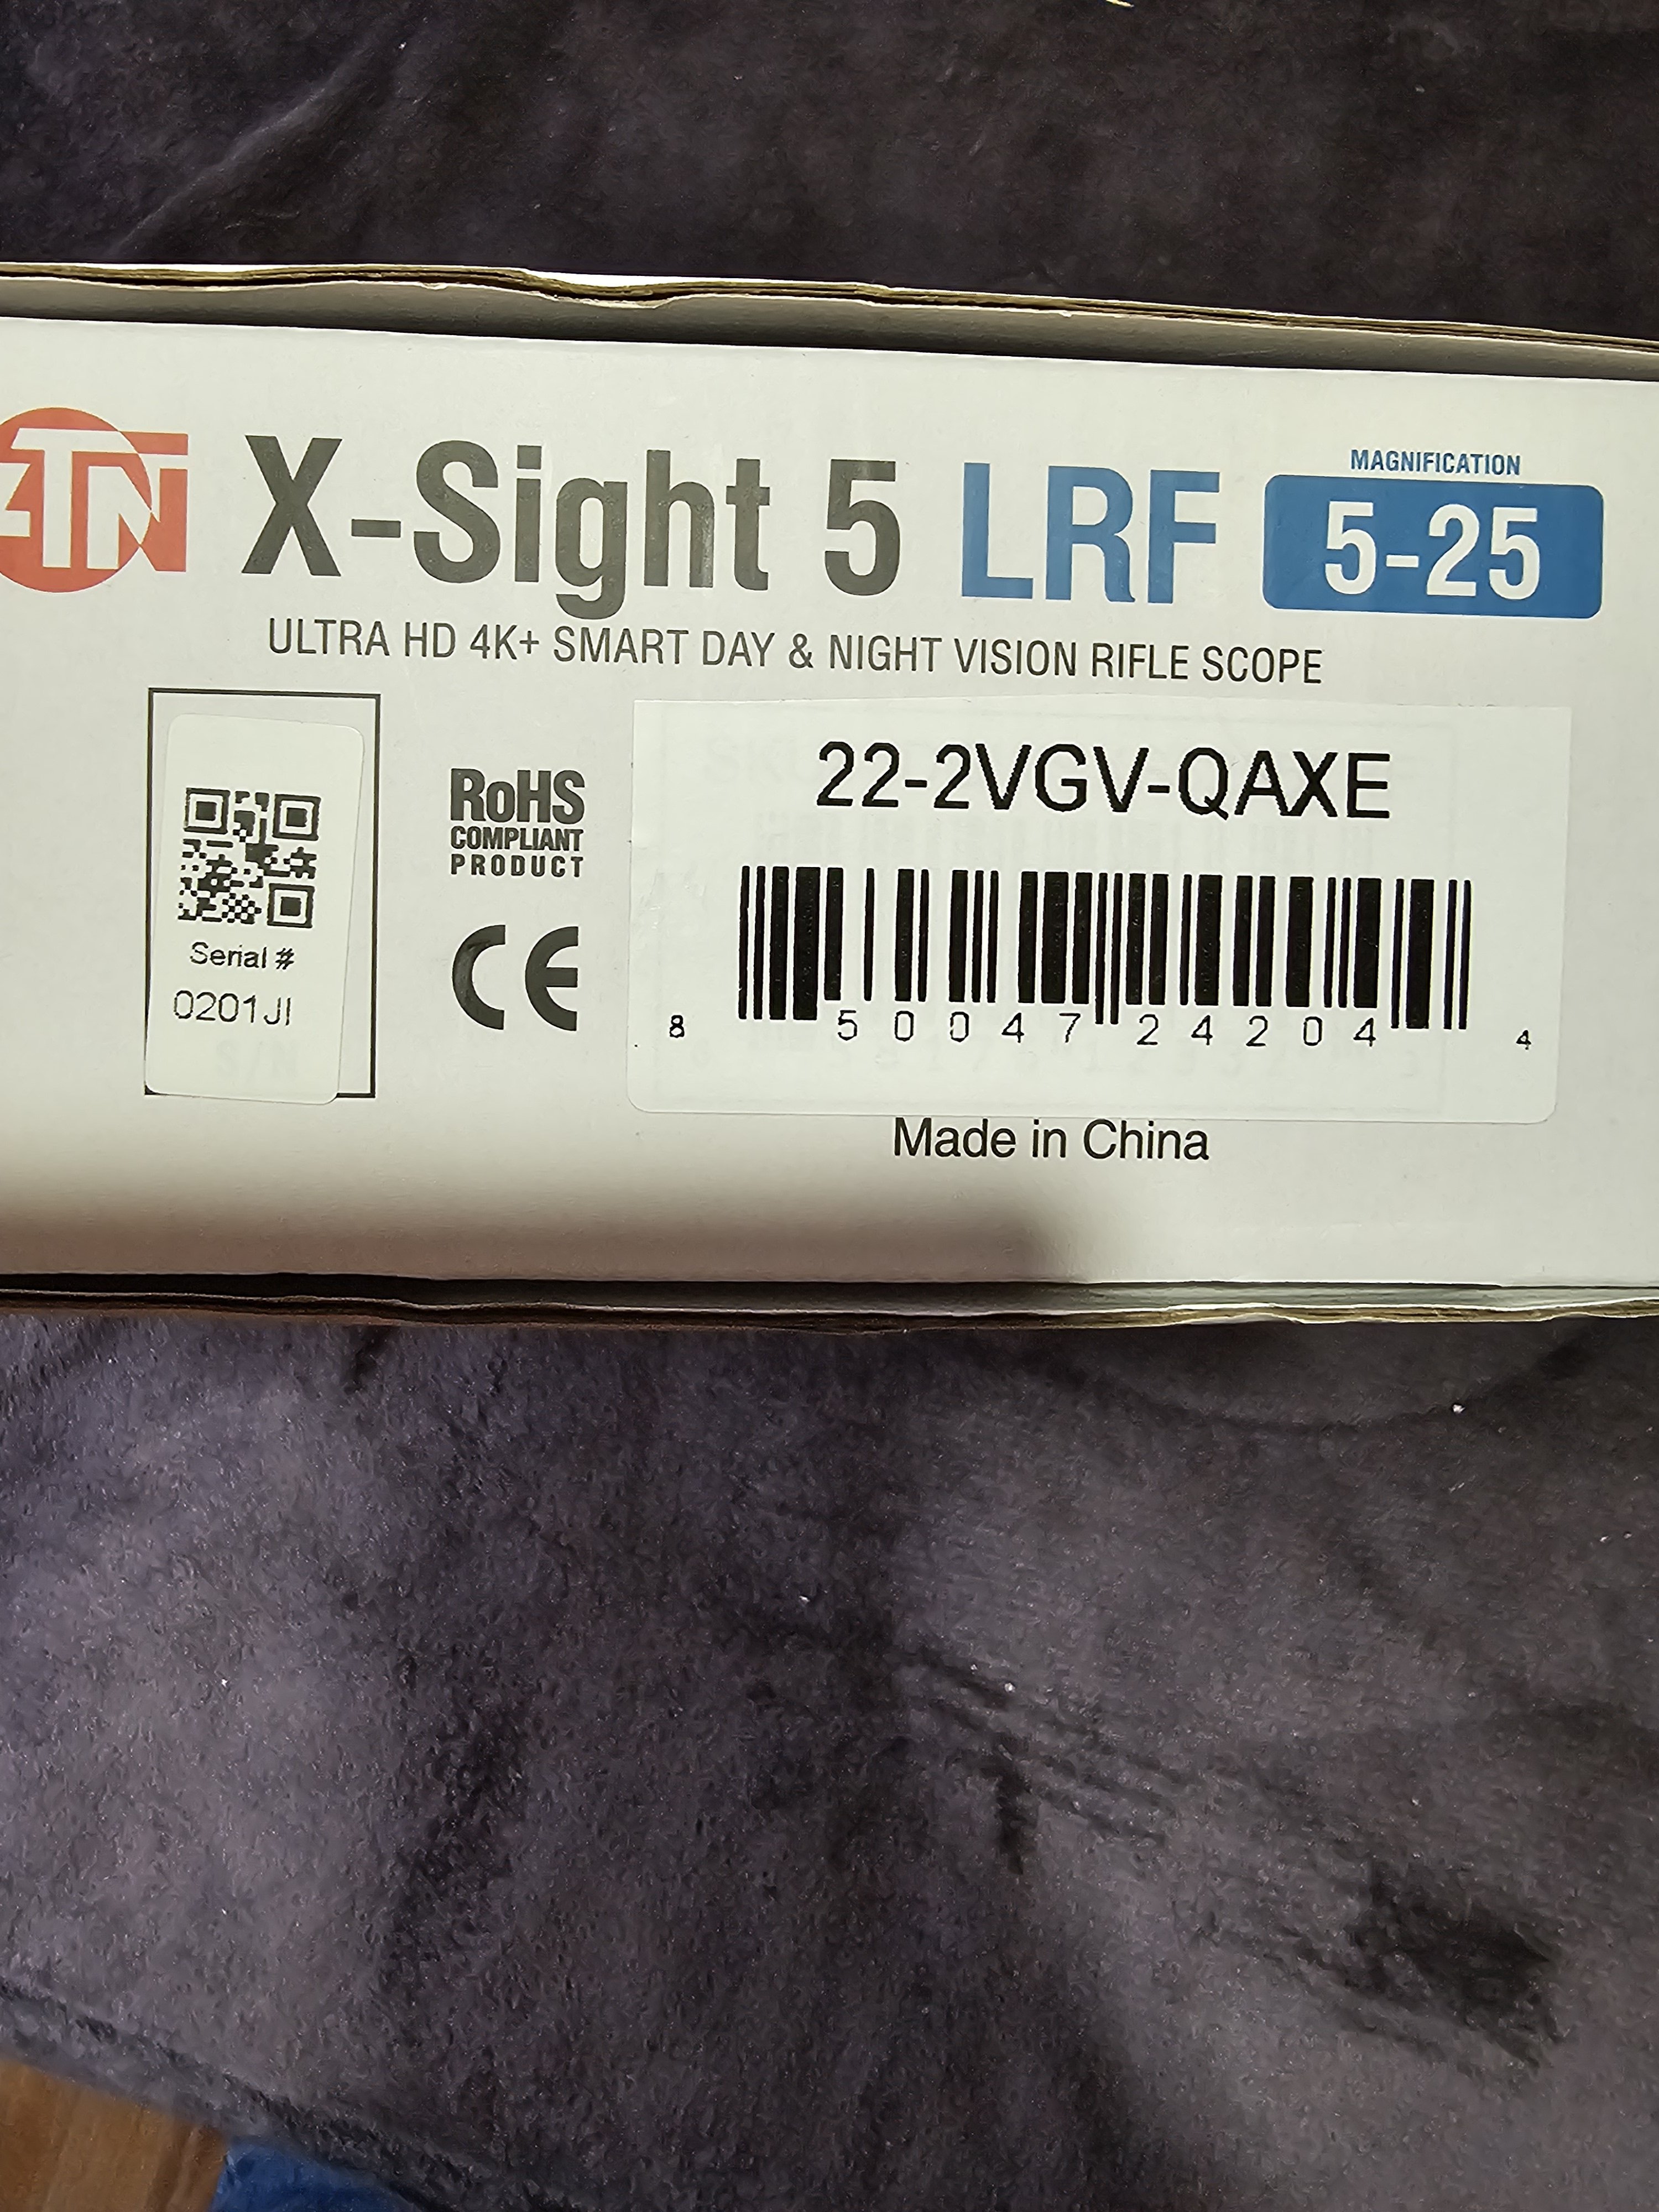 ATN X-Sight 5 LRF
MAGNIFICATION
5-25
ULTRA HD 4K+ SMART DAY & NIGHT VISION RIFLE SCOPE
Serial #
0201JI
RoHS
COMPLIANT
PRODUCT
CE
22-2VGV-QAXE
8 50047 24204 4
Made in China